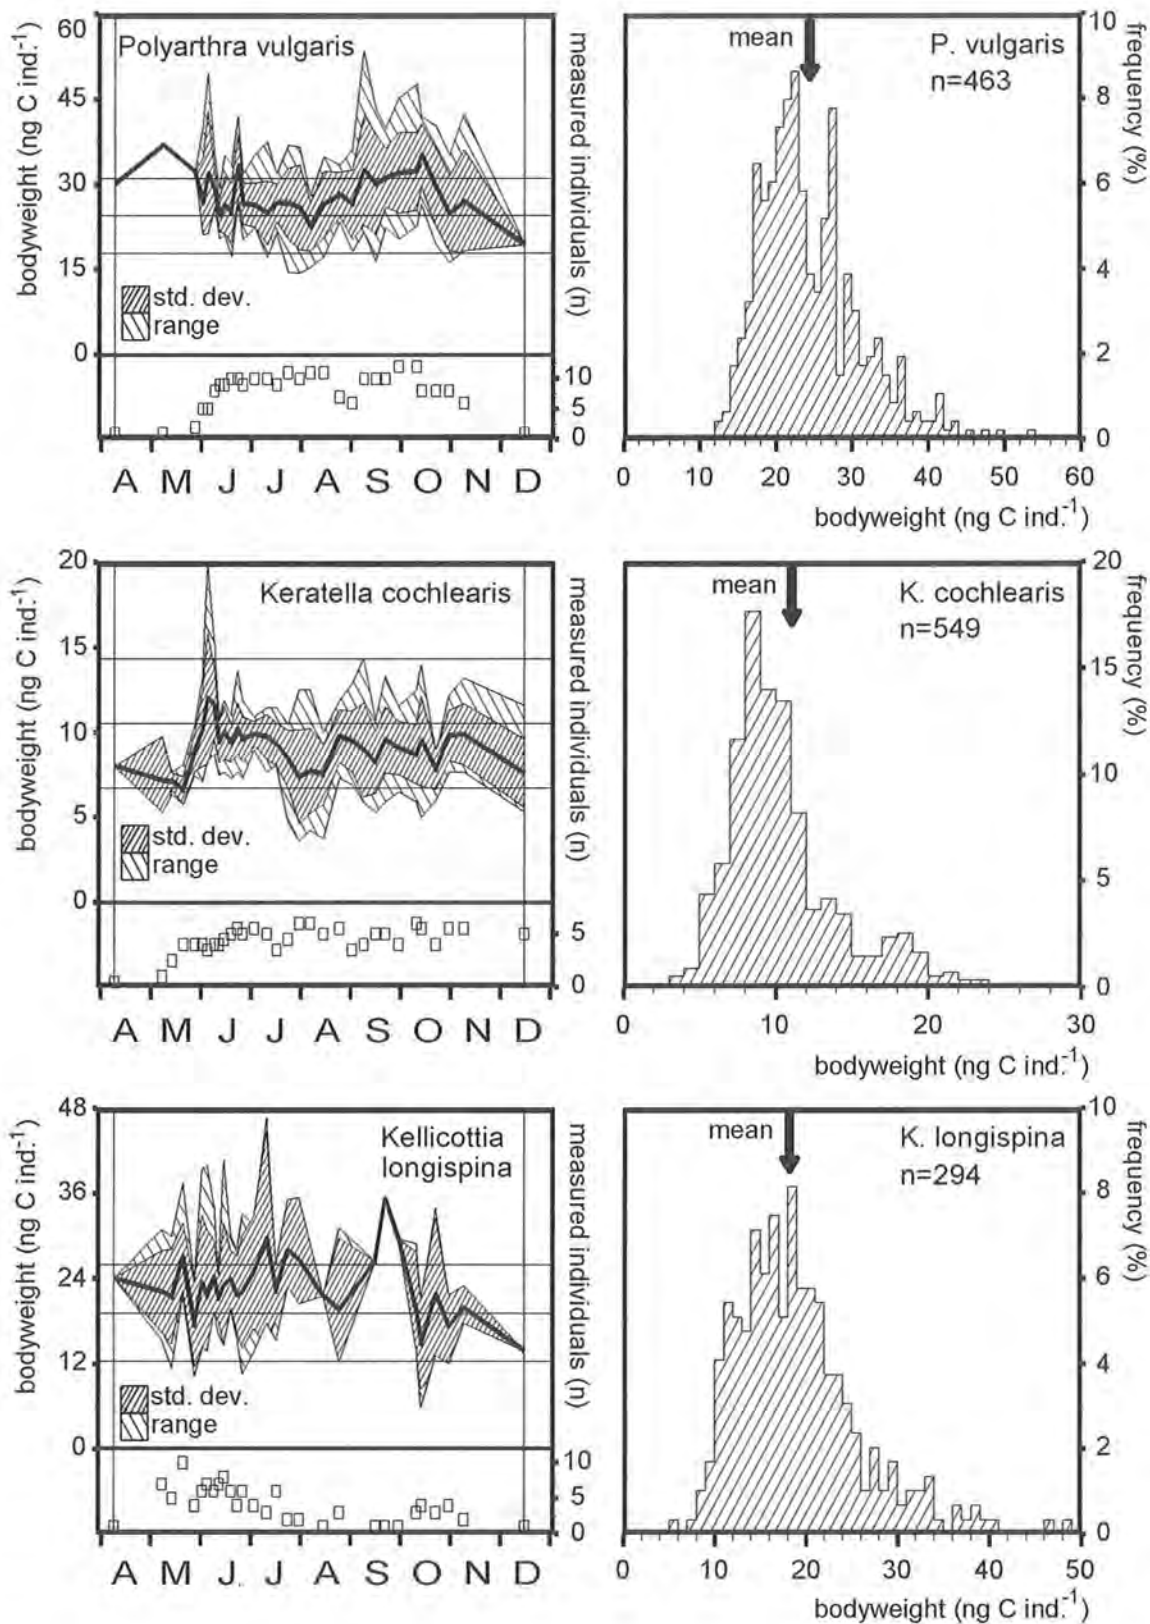 Polyarthra vulgaris
bodyweight (ng C ind.-1)
60
45
30
15
0
std. dev.
range
measured individuals (n)
10
5
0
A M J J A S O N D
mean
P. vulgaris
n=463
frequency (%)
10
8
6
4
2
0
0 10 20 30 40 50 60
bodyweight (ng C ind.-1)
Keratella cochlearis
bodyweight (ng C ind.-1)
20
15
10
5
0
std. dev.
range
measured individuals (n)
5
0
A M J J A S O N D
mean
K. cochlearis
n=549
frequency (%)
20
15
10
5
0
0 10 20 30
bodyweight (ng C ind.-1)
Kellicottia
longispina
bodyweight (ng C ind.-1)
48
36
24
12
0
std. dev.
range
measured individuals (n)
10
5
0
A M J J A S O N D
mean
K. longispina
n=294
frequency (%)
10
8
6
4
2
0
0 10 20 30 40 50
bodyweight (ng C ind.-1)